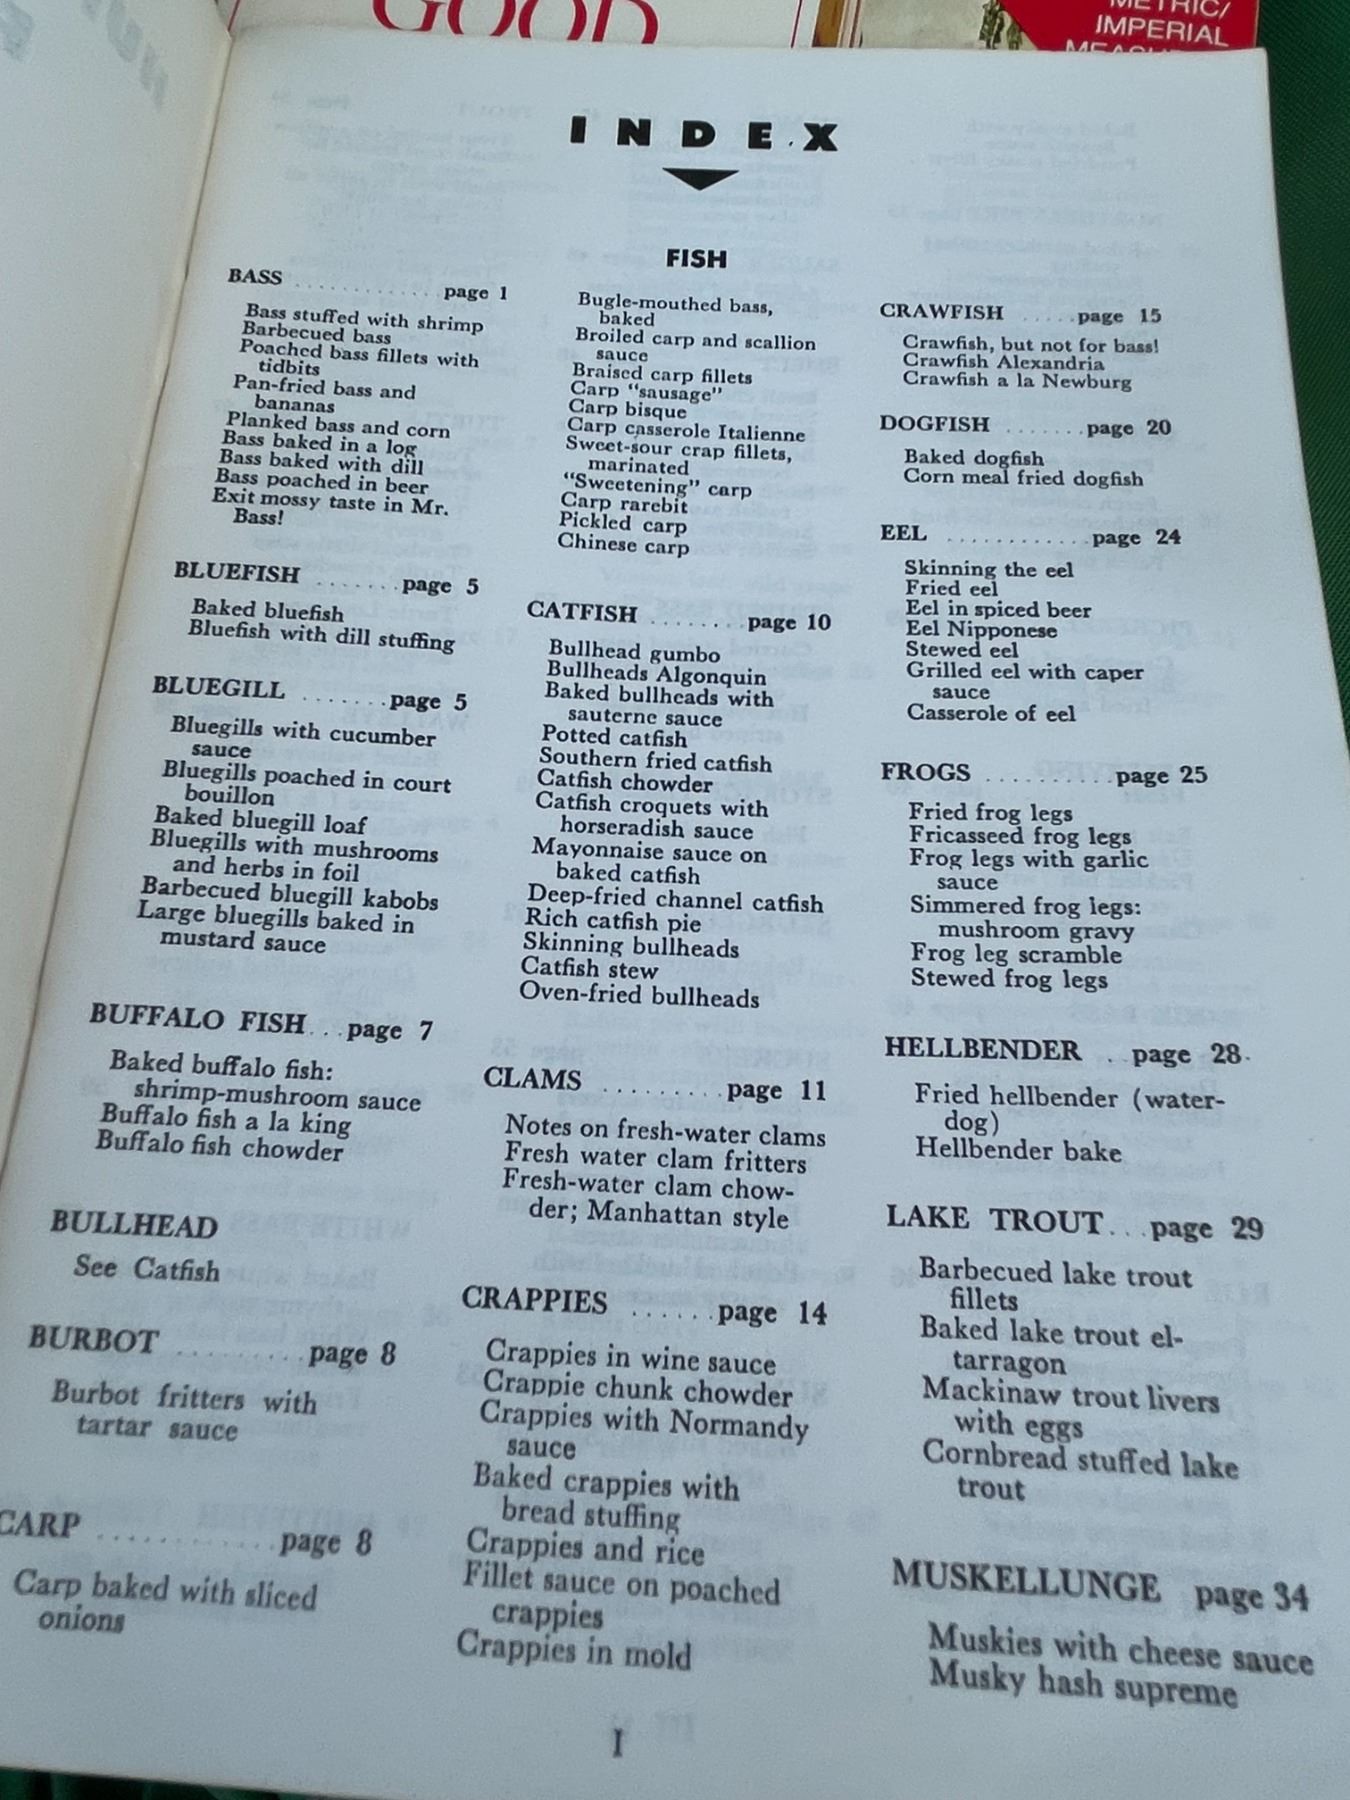 GOOD
METRIC/
IMPERIAL
INDEX
FISH
BASS ............ page 1
Bass stuffed with shrimp
Barbecued bass
Poached bass fillets with
tidbits
Pan-fried bass and
bananas
Planked bass and corn
Bass baked in a log
Bass baked with dill
Bass poached in beer
Exit mossy taste in Mr.
Bass!
BLUEFISH ....... page 5
Baked bluefish
Bluefish with dill stuffing
BLUEGILL ....... page 5
Bluegills with cucumber
sauce
Bluegills poached in court
bouillon
Baked bluegill loaf
Bluegills with mushrooms
and herbs in foil
Barbecued bluegill kabobs
Large bluegills baked in
mustard sauce
BUFFALO FISH... page 7
Baked buffalo fish:
shrimp-mushroom sauce
Buffalo fish a la king
Buffalo fish chowder
BULLHEAD
See Catfish
BURBOT ......... page 8
Burbot fritters with
tartar sauce
CARP ............ page 8
Carp baked with sliced
onions
Bugle-mouthed bass,
baked
Broiled carp and scallion
sauce
Braised carp fillets
Carp "sausage"
Carp bisque
Carp casserole Italienne
Sweet-sour crap fillets,
marinated
"Sweetening" carp
Carp rarebit
Pickled carp
Chinese carp
CATFISH ........ page 10
Bullhead gumbo
Bullheads Algonquin
Baked bullheads with
sauterne sauce
Potted catfish
Southern fried catfish
Catfish chowder
Catfish croquets with
horseradish sauce
Mayonnaise sauce on
baked catfish
Deep-fried channel catfish
Rich catfish pie
Skinning bullheads
Catfish stew
Oven-fried bullheads
CLAMS ......... page 11
Notes on fresh-water clams
Fresh water clam fritters
Fresh-water clam chow-
der; Manhattan style
CRAPPIES ...... page 14
Crappies in wine sauce
Crappie chunk chowder
Crappies with Normandy
sauce
Baked crappies with
bread stuffing
Crappies and rice
Fillet sauce on poached
crappies
Crappies in mold
CRAWFISH ..... page 15
Crawfish, but not for bass!
Crawfish Alexandria
Crawfish a la Newburg
DOGFISH ....... page 20
Baked dogfish
Corn meal fried dogfish
EEL ............ page 24
Skinning the eel
Fried eel
Eel in spiced beer
Eel Nipponese
Stewed eel
Grilled eel with caper
sauce
Casserole of eel
FROGS ......... page 25
Fried frog legs
Fricasseed frog legs
Frog legs with garlic
sauce
Simmered frog legs:
mushroom gravy
Frog leg scramble
Stewed frog legs
HELLBENDER .. page 28
Fried hellbender (water-
dog)
Hellbender bake
LAKE TROUT... page 29
Barbecued lake trout
fillets
Baked lake trout el-
tarragon
Mackinaw trout livers
with eggs
Cornbread stuffed lake
trout
MUSKELLUNGE page 34
Muskies with cheese sauce
Musky hash supreme
I